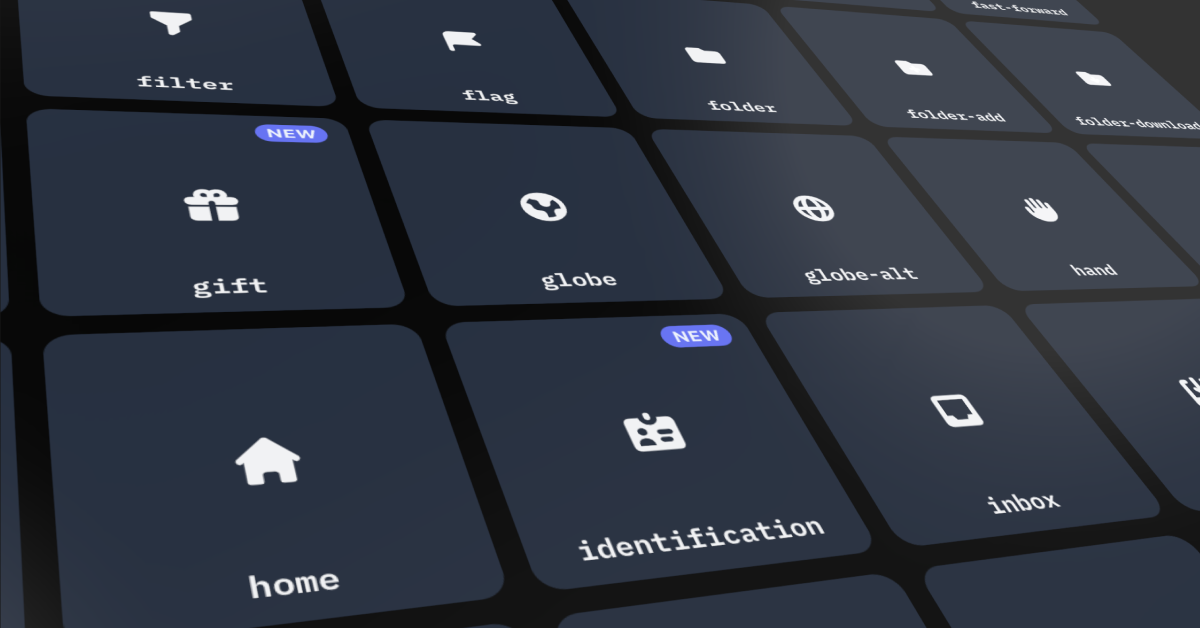 fast-forward
filter
flag
folder
folder-add
folder-download
NEW
gift
globe
globe-alt
hand
NEW
home
identification
inbox